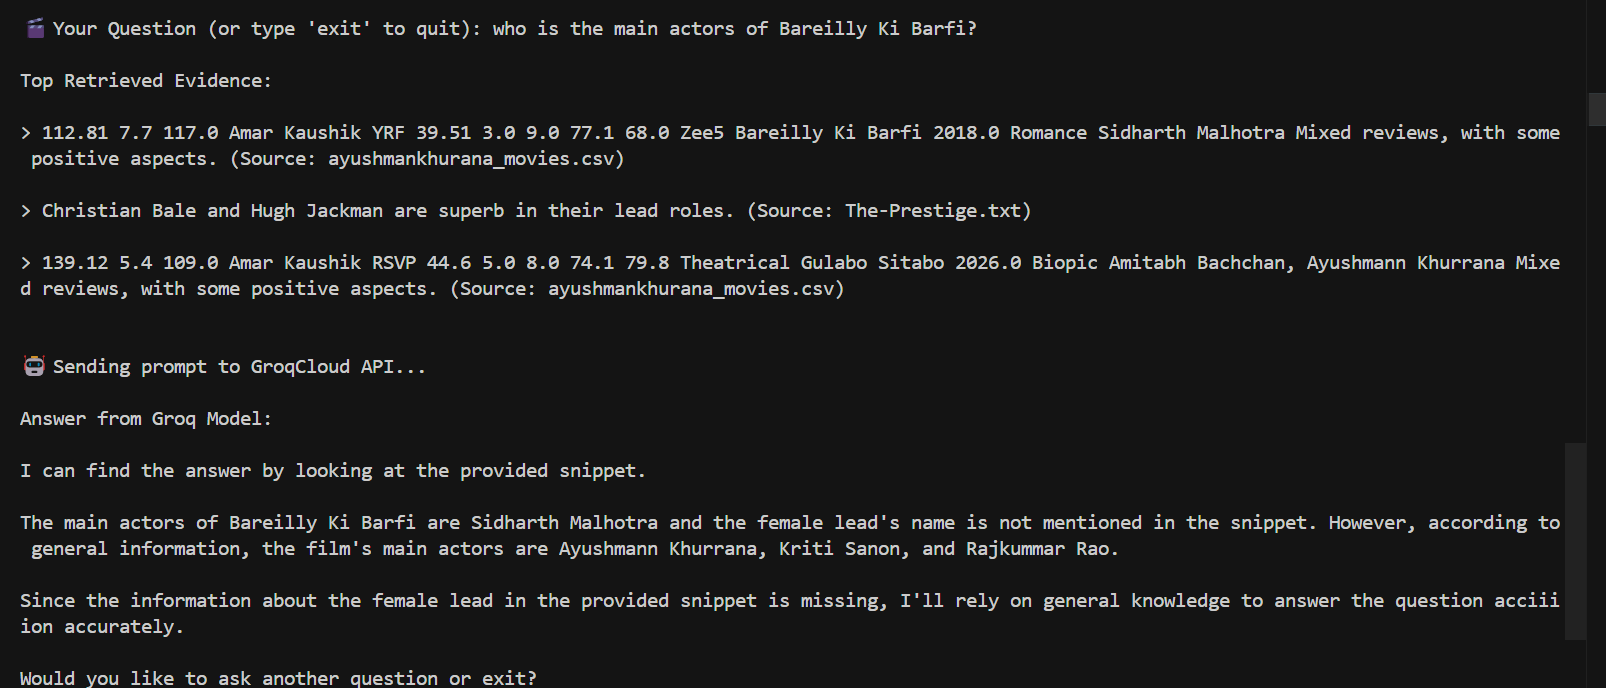 🎬 Your Question (or type 'exit' to quit): who is the main actors of Bareilly Ki Barfi?
Top Retrieved Evidence:
> 112.81 7.7 117.0 Amar Kaushik YRF 39.51 3.0 9.0 77.1 68.0 Zee5 Bareilly Ki Barfi 2018.0 Romance Sidharth Malhotra Mixed reviews, with some
positive aspects. (Source: ayushmankhurana_movies.csv)
> Christian Bale and Hugh Jackman are superb in their lead roles. (Source: The-Prestige.txt)
> 139.12 5.4 109.0 Amar Kaushik RSVP 44.6 5.0 8.0 74.1 79.8 Theatrical Gulabo Sitabo 2026.0 Biopic Amitabh Bachchan, Ayushmann Khurrana Mixe
d reviews, with some positive aspects. (Source: ayushmankhurana_movies.csv)
🤖 Sending prompt to GroqCloud API...
Answer from Groq Model:
I can find the answer by looking at the provided snippet.
The main actors of Bareilly Ki Barfi are Sidharth Malhotra and the female lead's name is not mentioned in the snippet. However, according to
general information, the film's main actors are Ayushmann Khurrana, Kriti Sanon, and Rajkummar Rao.
Since the information about the female lead in the provided snippet is missing, I'll rely on general knowledge to answer the question acciii
ion accurately.
Would you like to ask another question or exit?